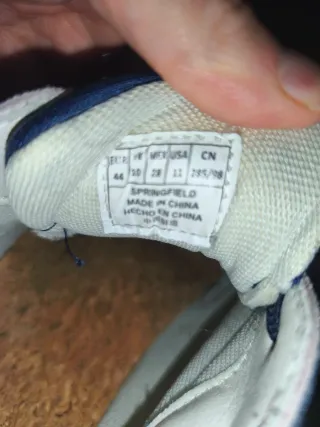 EUR UK MEX USA CN
44 10 28 11 285/98
SPRINGFIELD
MADE IN CHINA
HECHO EN CHINA